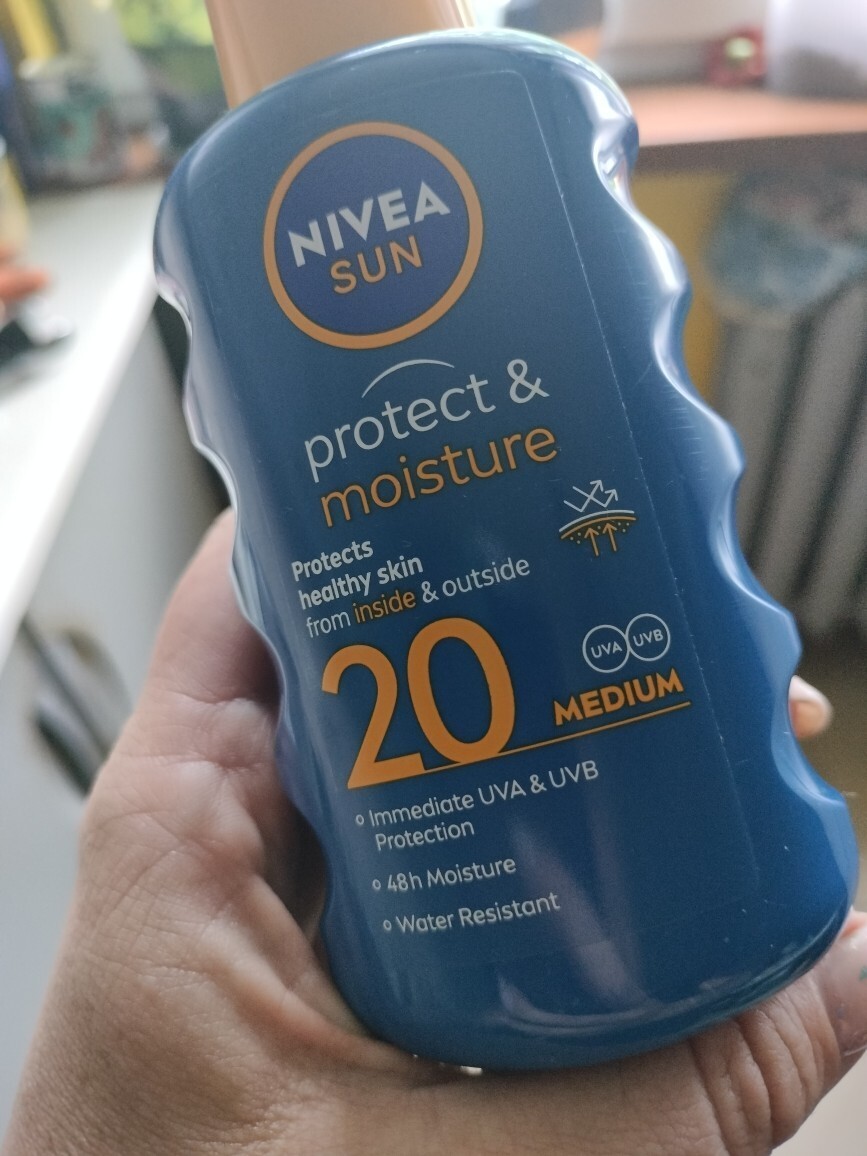 NIVEA
SUN
protect &
moisture
Protects
healthy skin
from inside & outside
20
UVA UVB
MEDIUM
° Immediate UVA & UVB
Protection
° 48h Moisture
° Water Resistant